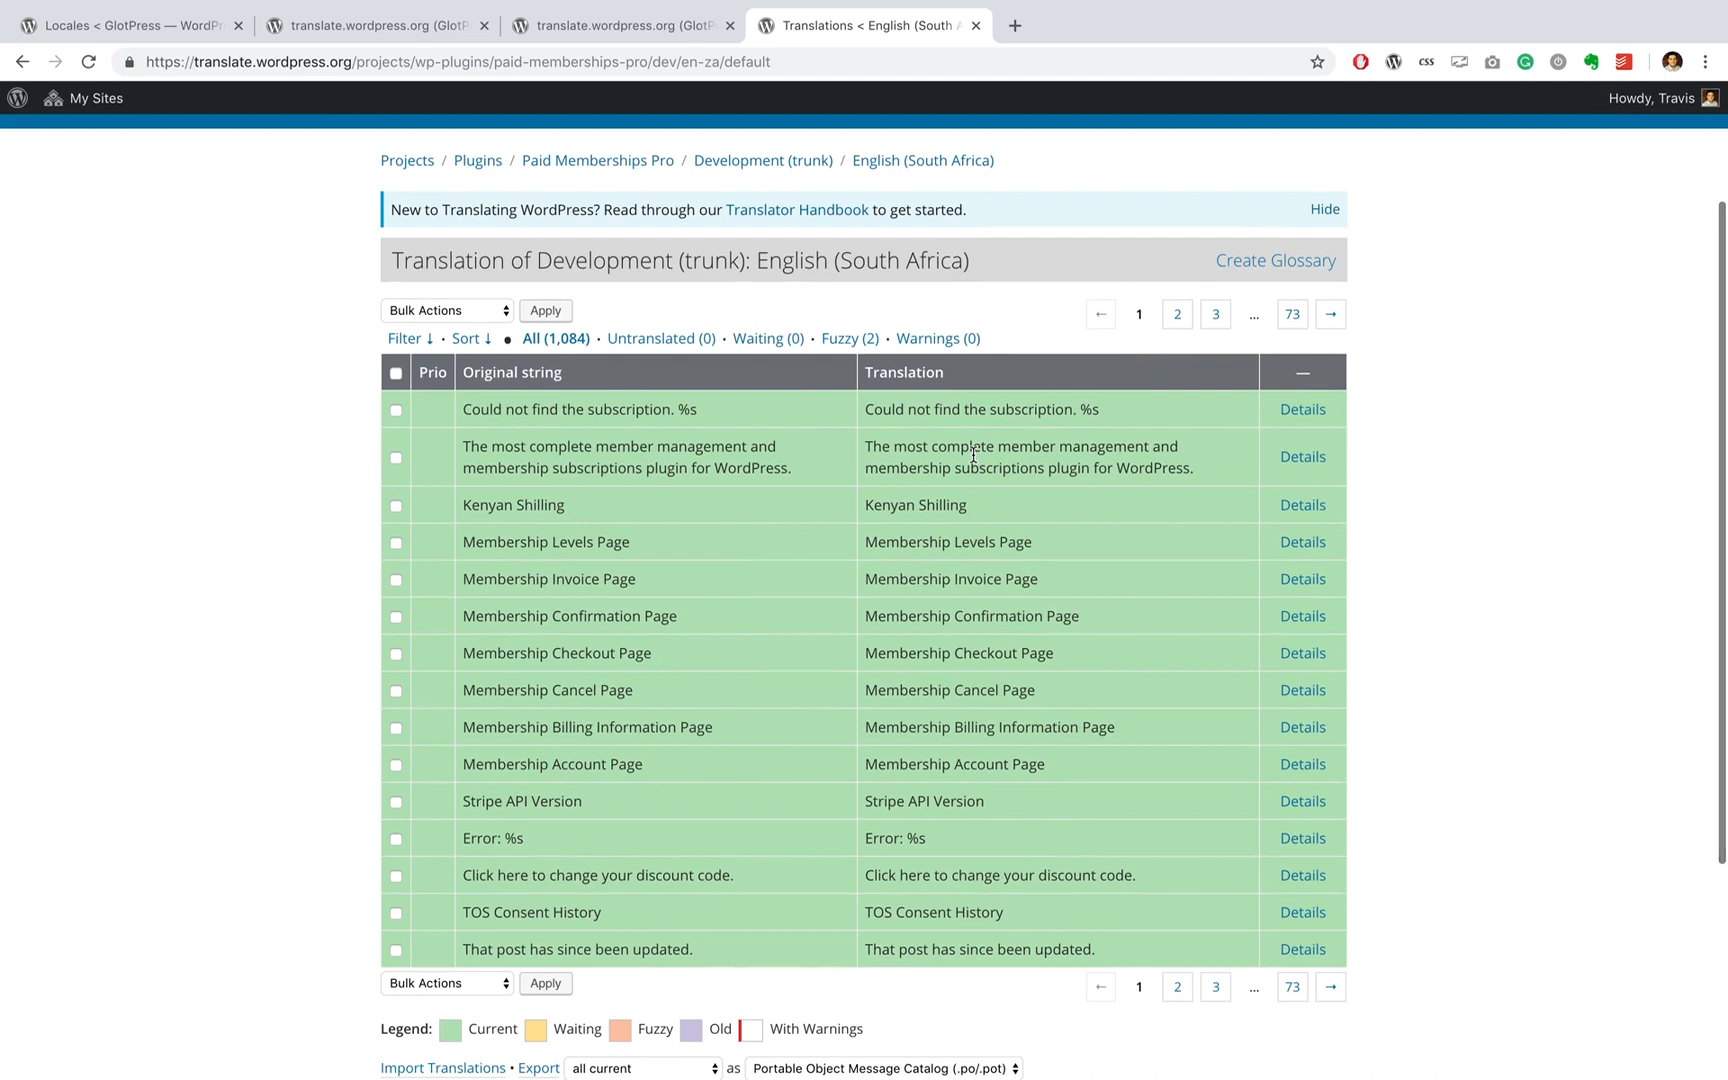 Locales < GlotPress — WordPr
translate.wordpress.org (GlotP
translate.wordpress.org (GlotP
Translations < English (South A
https://translate.wordpress.org/projects/wp-plugins/paid-memberships-pro/dev/en-za/default
css
My Sites
Howdy, Travis
Projects / Plugins / Paid Memberships Pro / Development (trunk) / English (South Africa)
New to Translating WordPress? Read through our Translator Handbook to get started.
Hide
Translation of Development (trunk): English (South Africa)
Create Glossary
Bulk Actions
Apply
← 1 2 3 ... 73 →
Filter ↓ • Sort ↓ • All (1,084) • Untranslated (0) • Waiting (0) • Fuzzy (2) • Warnings (0)
Prio Original string Translation —
Could not find the subscription. %s Could not find the subscription. %s Details
The most complete member management and The most complete member management and
membership subscriptions plugin for WordPress. membership subscriptions plugin for WordPress. Details
Kenyan Shilling Kenyan Shilling Details
Membership Levels Page Membership Levels Page Details
Membership Invoice Page Membership Invoice Page Details
Membership Confirmation Page Membership Confirmation Page Details
Membership Checkout Page Membership Checkout Page Details
Membership Cancel Page Membership Cancel Page Details
Membership Billing Information Page Membership Billing Information Page Details
Membership Account Page Membership Account Page Details
Stripe API Version Stripe API Version Details
Error: %s Error: %s Details
Click here to change your discount code. Click here to change your discount code. Details
TOS Consent History TOS Consent History Details
That post has since been updated. That post has since been updated. Details
Bulk Actions
Apply
← 1 2 3 ... 73 →
Legend: Current Waiting Fuzzy Old With Warnings
Import Translations • Export all current as Portable Object Message Catalog (.po/.pot)